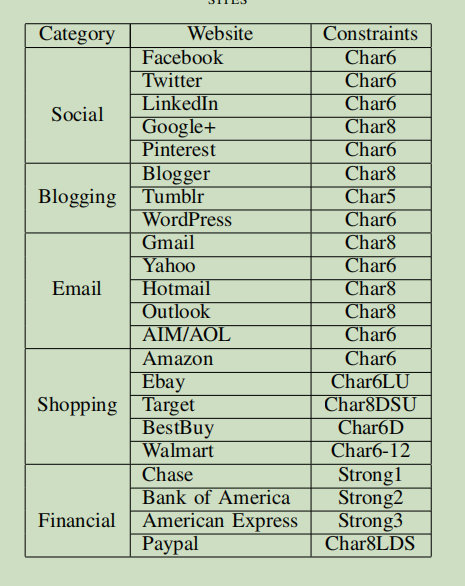 SITES
Category Website Constraints
Social Facebook Char6
Twitter Char6
LinkedIn Char6
Google+ Char8
Pinterest Char6
Blogging Blogger Char8
Tumblr Char5
WordPress Char6
Email Gmail Char8
Yahoo Char6
Hotmail Char8
Outlook Char8
AIM/AOL Char6
Shopping Amazon Char6
Ebay Char6LU
Target Char8DSU
BestBuy Char6D
Walmart Char6-12
Financial Chase Strong1
Bank of America Strong2
American Express Strong3
Paypal Char8LDS